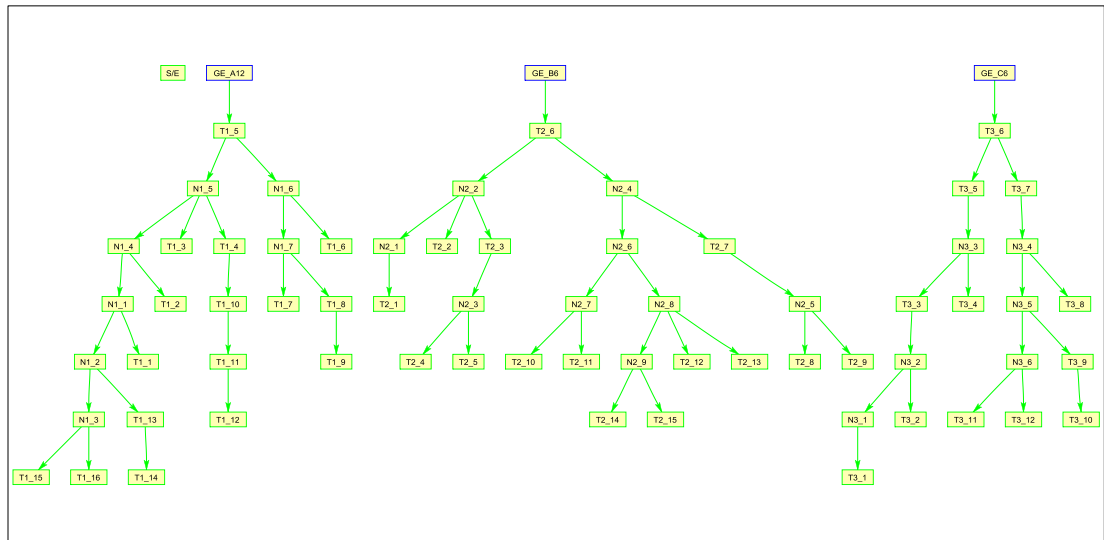 S/E GE_A12 GE_B6 GE_C6
T1_5 T2_6 T3_6
N1_5 N1_6 N2_2 N2_4 T3_5 T3_7
N1_4 T1_3 T1_4 N1_7 T1_6 N2_1 T2_2 T2_3 N2_6 T2_7 N3_3 N3_4
N1_1 T1_2 T1_10 T1_7 T1_8 T2_1 N2_3 N2_7 N2_8 N2_5 T3_3 T3_4 N3_5 T3_8
N1_2 T1_1 T1_11 T1_9 T2_4 T2_5 T2_10 T2_11 N2_9 T2_12 T2_13 T2_8 T2_9 N3_2 N3_6 T3_9
N1_3 T1_13 T1_12 T2_14 T2_15 N3_1 T3_2 T3_11 T3_12 T3_10
T1_15 T1_16 T1_14 T3_1